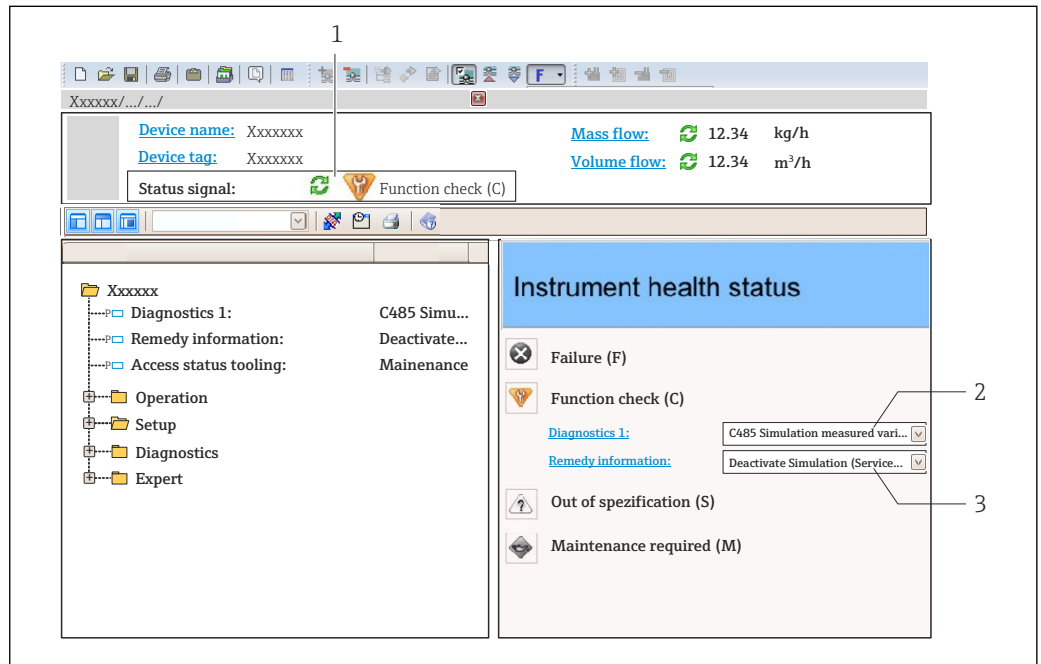 1
F
Xxxxxx/.../.../
Device name: Xxxxxxx
Mass flow: 12.34 kg/h
Device tag: Xxxxxxx
Volume flow: 12.34 m³/h
Status signal: Function check (C)
Instrument health status
Xxxxxx
Diagnostics 1: C485 Simu...
Remedy information: Deactivate...
Access status tooling: Mainenance
Operation
Setup
Diagnostics
Expert
Failure (F)
Function check (C)
2
Diagnostics 1: C485 Simulation measured vari...
Remedy information: Deactivate Simulation (Service...
Out of spezification (S)
3
Maintenance required (M)